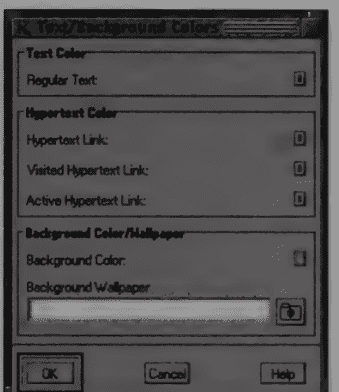 Text/Background Colors
Text Color
Regular Text:
Hypertext Color
Hypertext Link:
Visited Hypertext Link:
Active Hypertext Link:
Background Color/Wallpaper
Background Color:
Background Wallpaper
OK
Cancel
Help